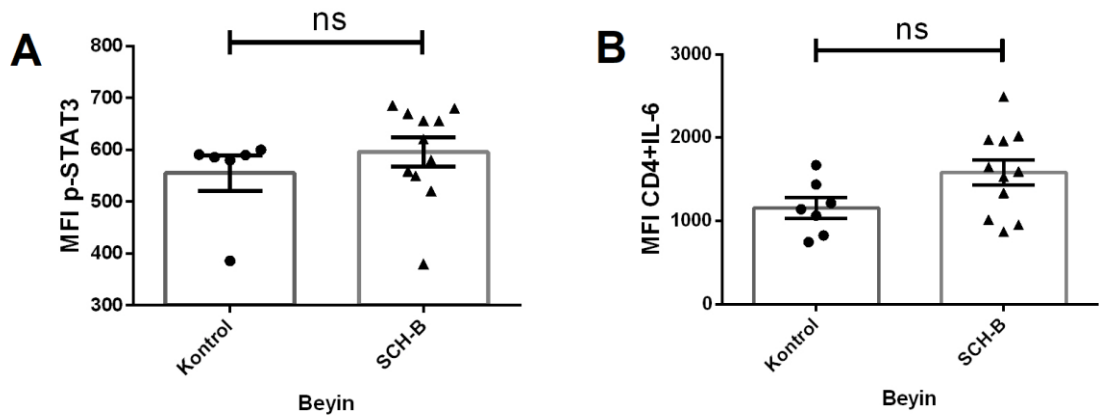 A
ns
MFI p-STAT3
800
700
600
500
400
300
Kontrol
SCH-B
Beyin
B
ns
MFI CD4+IL-6
3000
2000
1000
0
Kontrol
SCH-B
Beyin